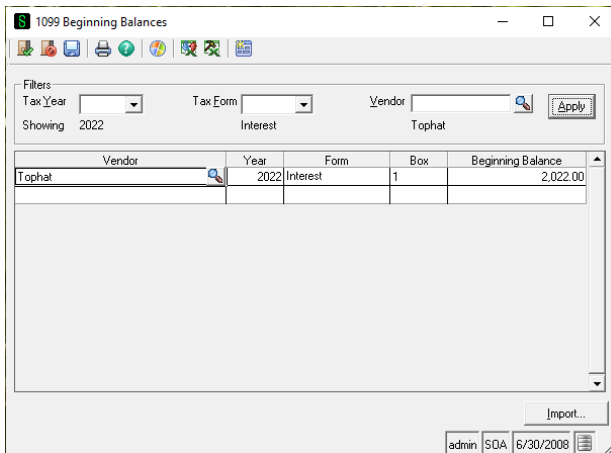 S 1099 Beginning Balances
Filters
Tax Year Tax Form Vendor Apply
Showing 2022 Interest Tophat
Vendor Year Form Box Beginning Balance
Tophat 2022 Interest 1 2,022.00
Import...
admin SOA 6/30/2008